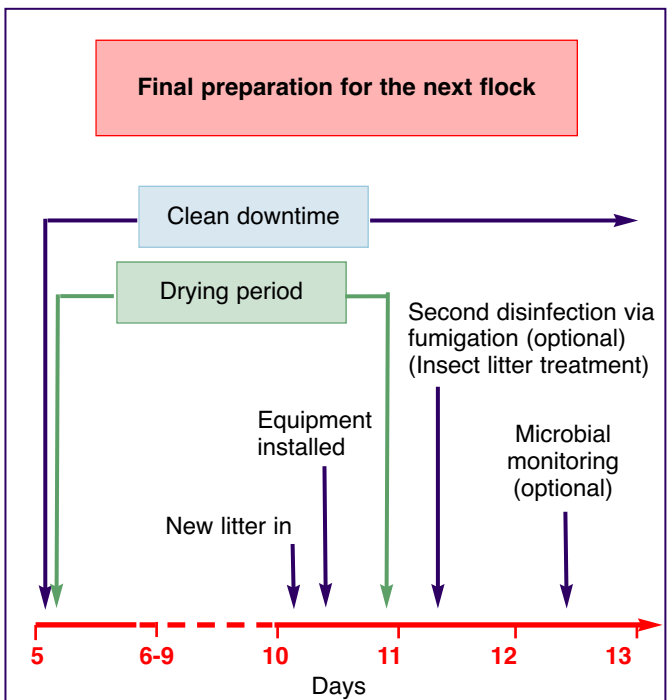 Final preparation for the next flock
Clean downtime
Drying period
Second disinfection via
fumigation (optional)
(Insect litter treatment)
Equipment
installed
Microbial
monitoring
(optional)
New litter in
5
6-9
10
11
12
13
Days